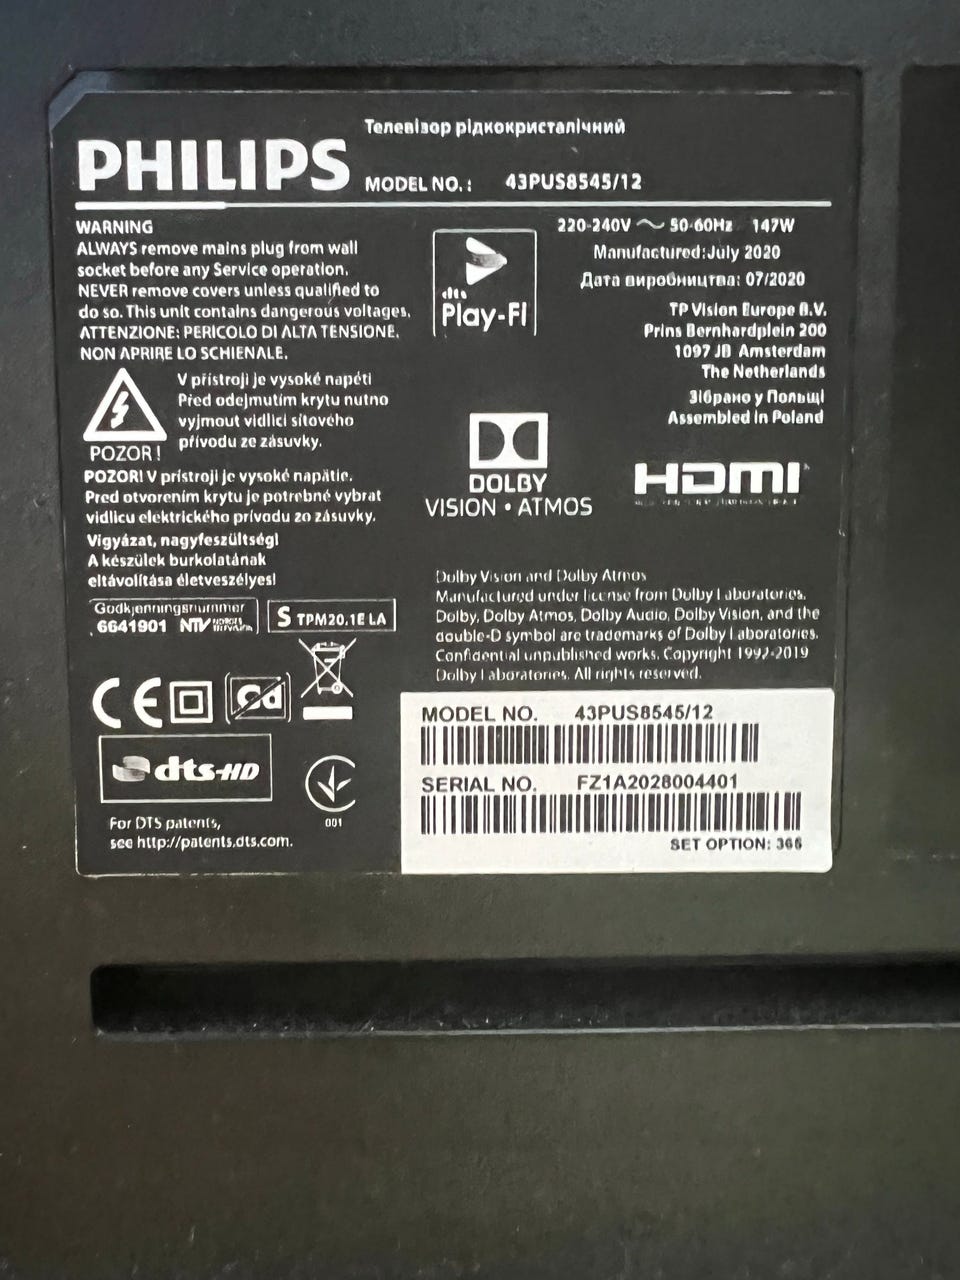 Телевізор рідкокристалічний
PHILIPS
MODEL NO.: 43PUS8545/12
WARNING
ALWAYS remove mains plug from wall
socket before any Service operation.
NEVER remove covers unless qualified to
do so. This unit contains dangerous voltages.
ATTENZIONE: PERICOLO DI ALTA TENSIONE.
NON APRIRE LO SCHIENALE.
V přístroji je vysoké napětí
Před odejmutím krytu nutno
vyjmout vidlici síťového
přívodu ze zásuvky.
POZOR!
POZOR! V prístroji je vysoké napätie.
Pred otvorením krytu je potrebné vybrat
vidlicu elektrického prívodu zo zásuvky.
Vigyázat, nagyfeszültség!
A készülek burkolatának
eltávolítása életveszélyes!
Godkjenningsnummer
6641901 NTV NORGES TELEVISJON
S TPM20.1E LA
CE
Cd
dts-HD
001
For DTS patents,
see http://patents.dts.com.
dts
Play-Fi
220-240V ~ 50-60Hz 147W
Manufactured:July 2020
Дата виробництва: 07/2020
TP Vision Europe B.V.
Prins Bernhardplein 200
1097 JB Amsterdam
The Netherlands
Зібрано у Польщі
Assembled in Poland
DOLBY
VISION • ATMOS
HDMI
Dolby Vision and Dolby Atmos
Manufactured under license from Dolby Laboratories.
Dolby, Dolby Atmos, Dolby Audio, Dolby Vision, and the
double-D symbol are trademarks of Dolby Laboratories.
Confidential unpublished works. Copyright 1992-2019
Dolby Laboratories. All rights reserved.
MODEL NO. 43PUS8545/12
SERIAL NO. FZ1A2028004401
SET OPTION: 366